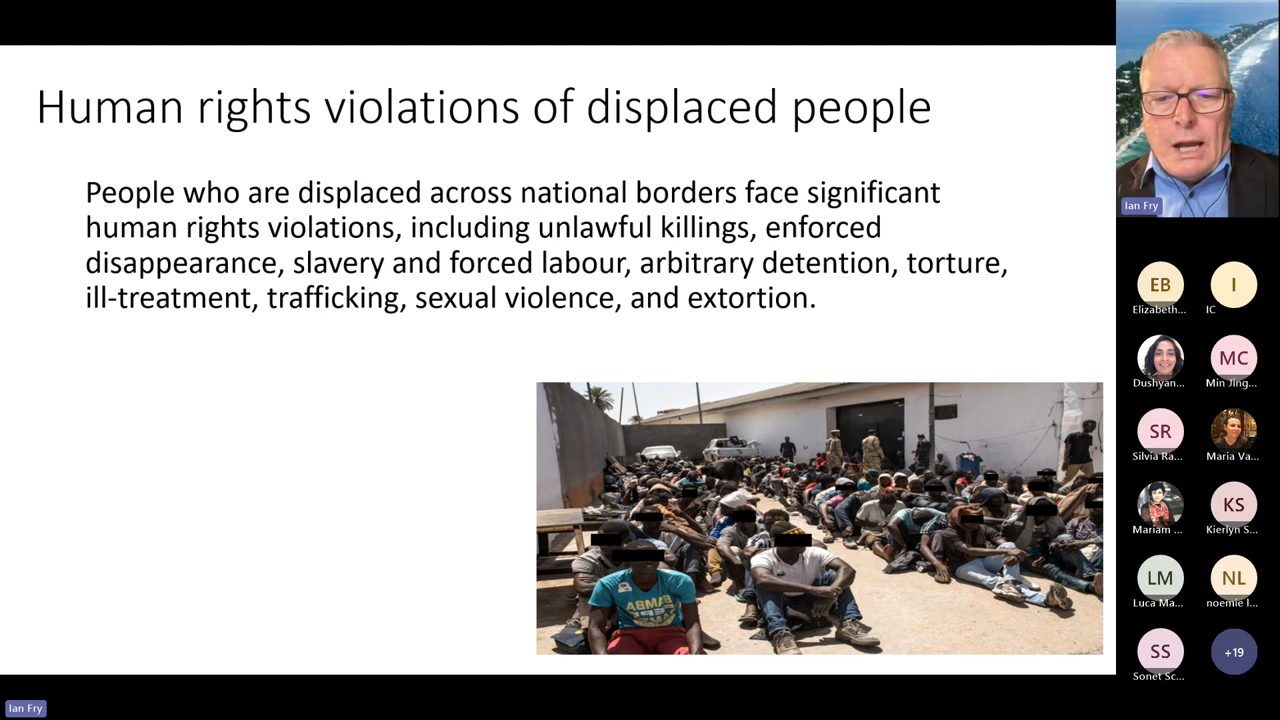 Human rights violations of displaced people
People who are displaced across national borders face significant
human rights violations, including unlawful killings, enforced
disappearance, slavery and forced labour, arbitrary detention, torture,
ill-treatment, trafficking, sexual violence, and extortion.
ABMAB
Ian Fry
EB
Elizabeth...
I
IC
Dushyan...
MC
Min Jing...
SR
Silvia Ra...
Maria Va...
Mariam ...
KS
Kierlyn S...
LM
Luca Ma...
NL
noemie l...
SS
Sonet Sc...
+19
Ian Fry